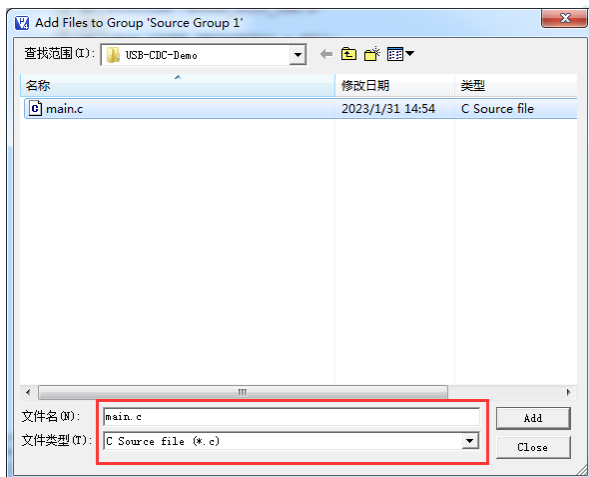 Add Files to Group 'Source Group 1'
查找范围(I): USB-CDC-Demo
名称 修改日期 类型
main.c 2023/1/31 14:54 C Source file
文件名(N): main.c Add
文件类型(T): C Source file (*.c) Close